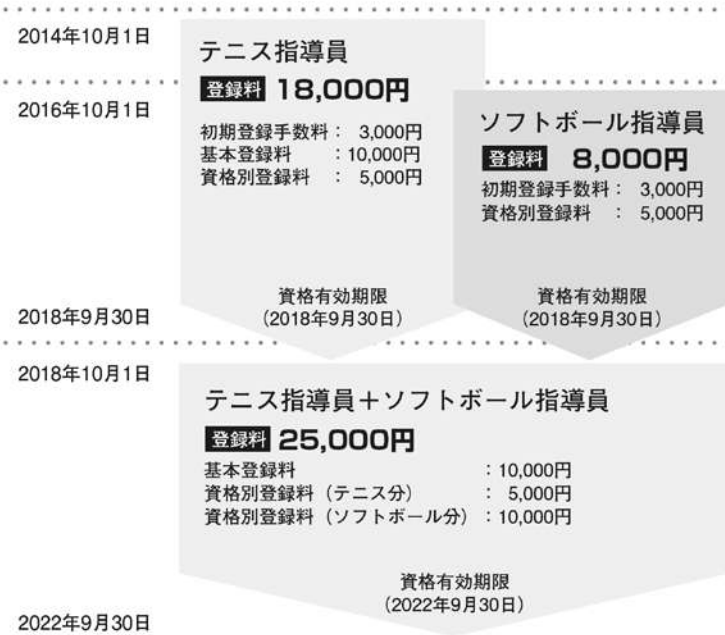 2014年10月1日
テニス指導員
登録料 18,000円
2016年10月1日
初期登録手数料： 3,000円
基本登録料 ：10,000円
資格別登録料 ： 5,000円
ソフトボール指導員
登録料 8,000円
初期登録手数料： 3,000円
資格別登録料 ： 5,000円
資格有効期限
（2018年9月30日）
資格有効期限
（2018年9月30日）
2018年9月30日
2018年10月1日
テニス指導員＋ソフトボール指導員
登録料 25,000円
基本登録料 ：10,000円
資格別登録料（テニス分） ： 5,000円
資格別登録料（ソフトボール分）：10,000円
資格有効期限
（2022年9月30日）
2022年9月30日